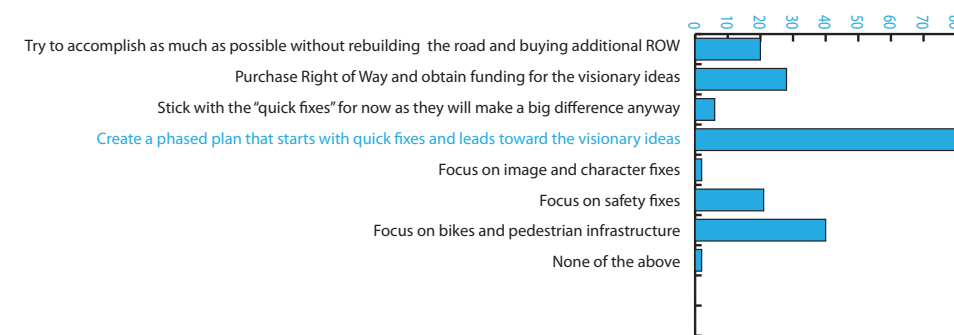 0 10 20 30 40 50 60 70 80
Try to accomplish as much as possible without rebuilding the road and buying additional ROW
Purchase Right of Way and obtain funding for the visionary ideas
Stick with the “quick fixes” for now as they will make a big difference anyway
Create a phased plan that starts with quick fixes and leads toward the visionary ideas
Focus on image and character fixes
Focus on safety fixes
Focus on bikes and pedestrian infrastructure
None of the above